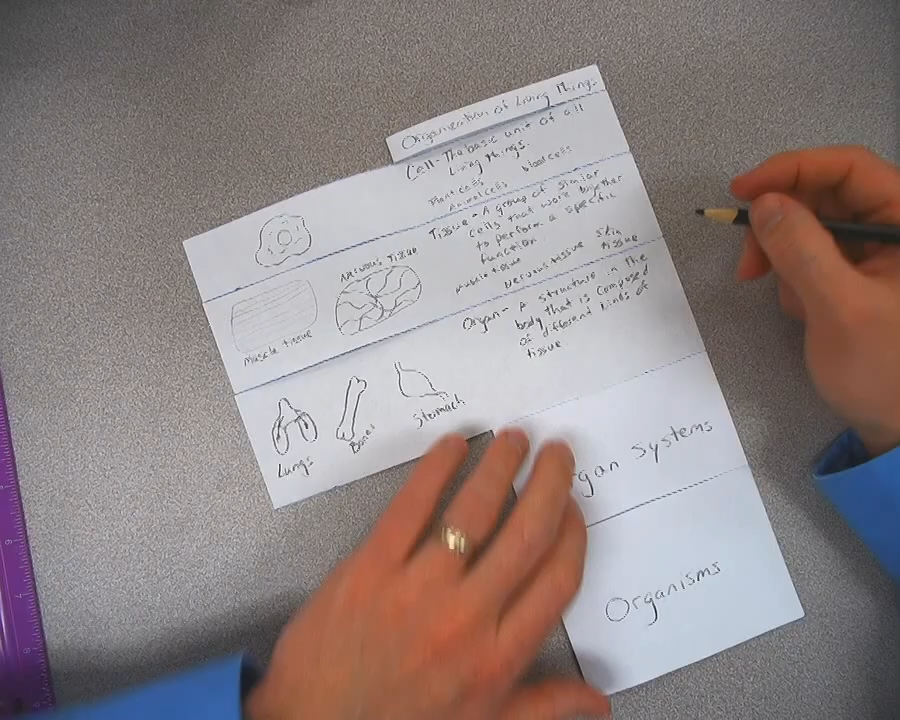 Organization of Living Things
Cell- The basic unit of all
Living things.
Plant cells blood cells
Animal cells
Tissue - A group of similar
cells that work together
to perform a specific
function
Muscle tissue Nervous tissue Skin tissue
Nervous Tissue
Muscle tissue
Organ- A structure in the
body that is composed
of different kinds of
tissue.
Lungs
Bones
Stomach
rgan Systems
Organisms